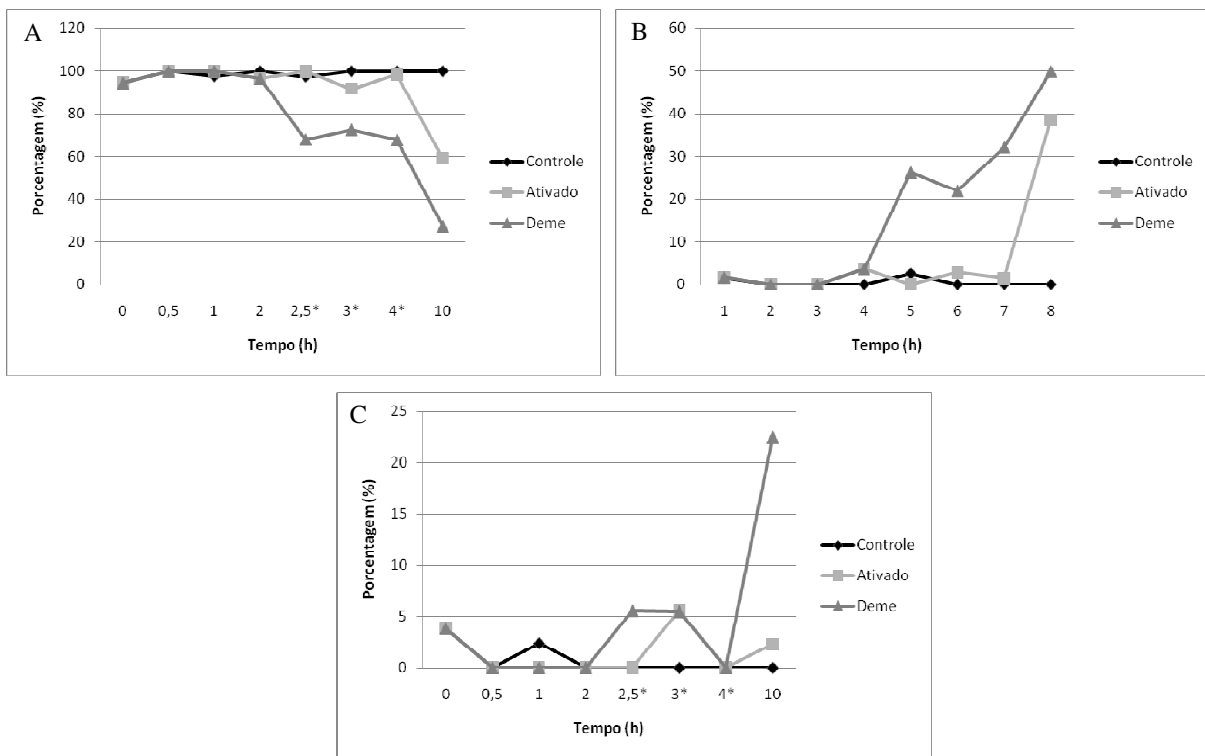 A
120
100
80
60
40
20
0
Porcentagem (%)
0 0,5 1 2 2,5* 3* 4* 10
Tempo (h)
Controle
Ativado
Deme
B
60
50
40
30
20
10
0
Porcentagem (%)
1 2 3 4 5 6 7 8
Tempo (h)
Controle
Ativado
Deme
C
25
20
15
10
5
0
Porcentagem (%)
0 0,5 1 2 2,5* 3* 4* 10
Tempo (h)
Controle
Ativado
Deme